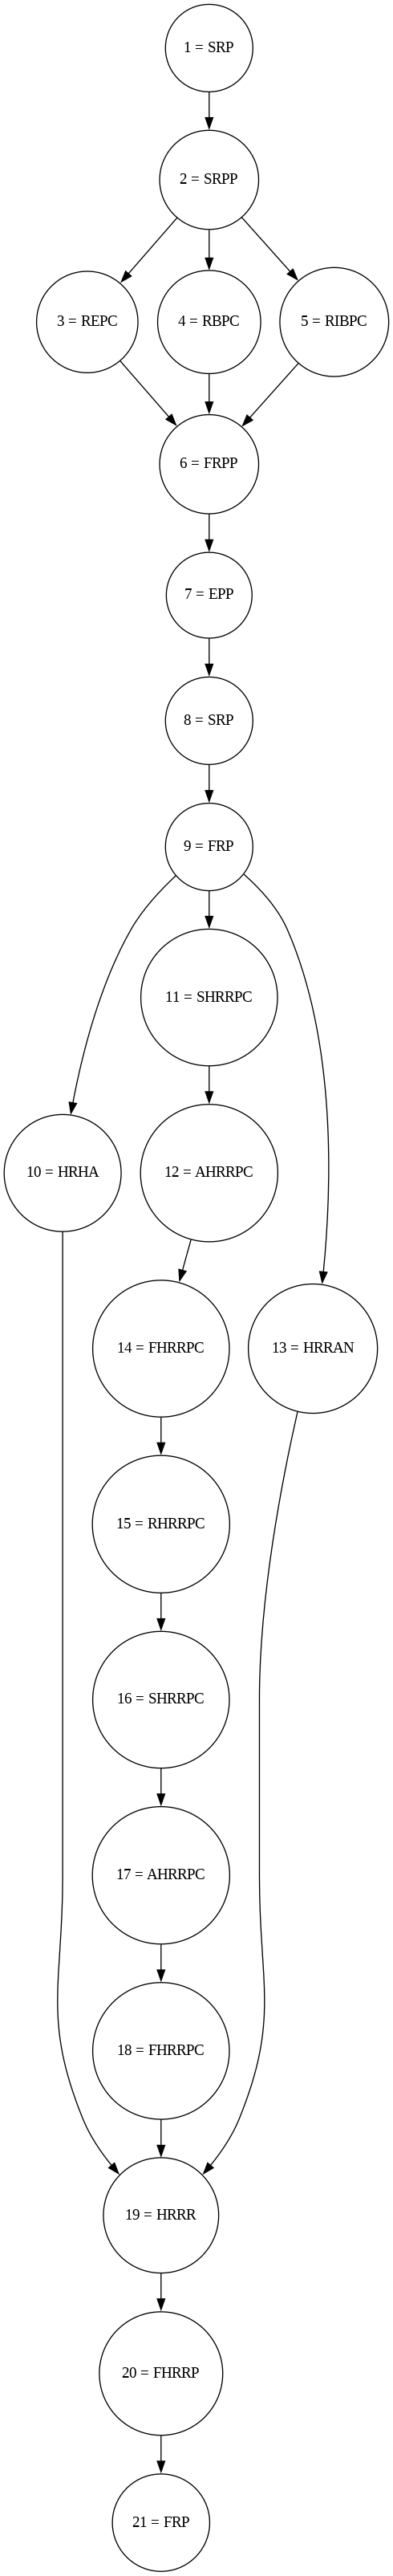 1 = SRP
2 = SRPP
3 = REPC
4 = RBPC
5 = RIBPC
6 = FRPP
7 = EPP
8 = SRP
9 = FRP
11 = SHRRPC
10 = HRHA
12 = AHRRPC
14 = FHRRPC
13 = HRRAN
15 = RHRRPC
16 = SHRRPC
17 = AHRRPC
18 = FHRRPC
19 = HRRR
20 = FHRRP
21 = FRP